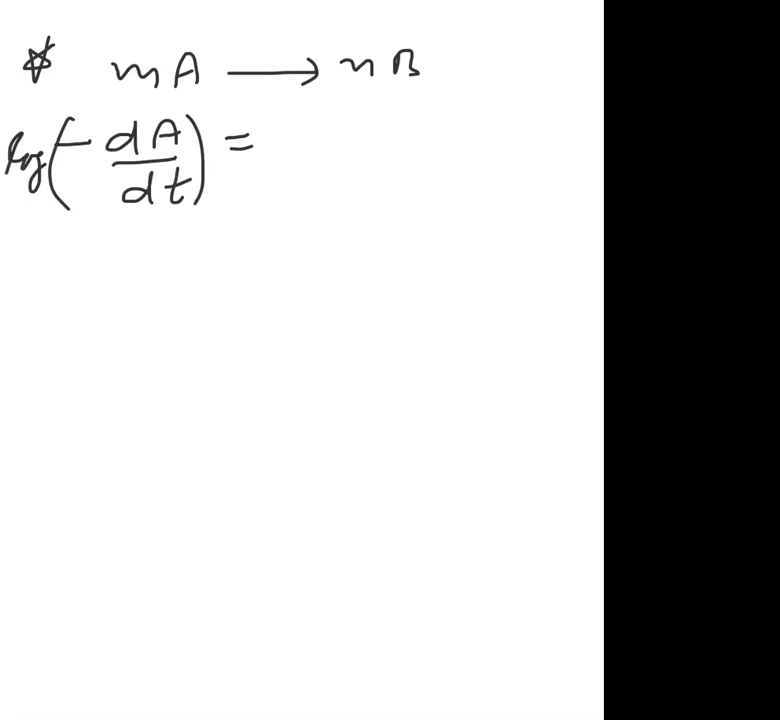 ☆ mA ⟶ nB
log(- dA/dt) =